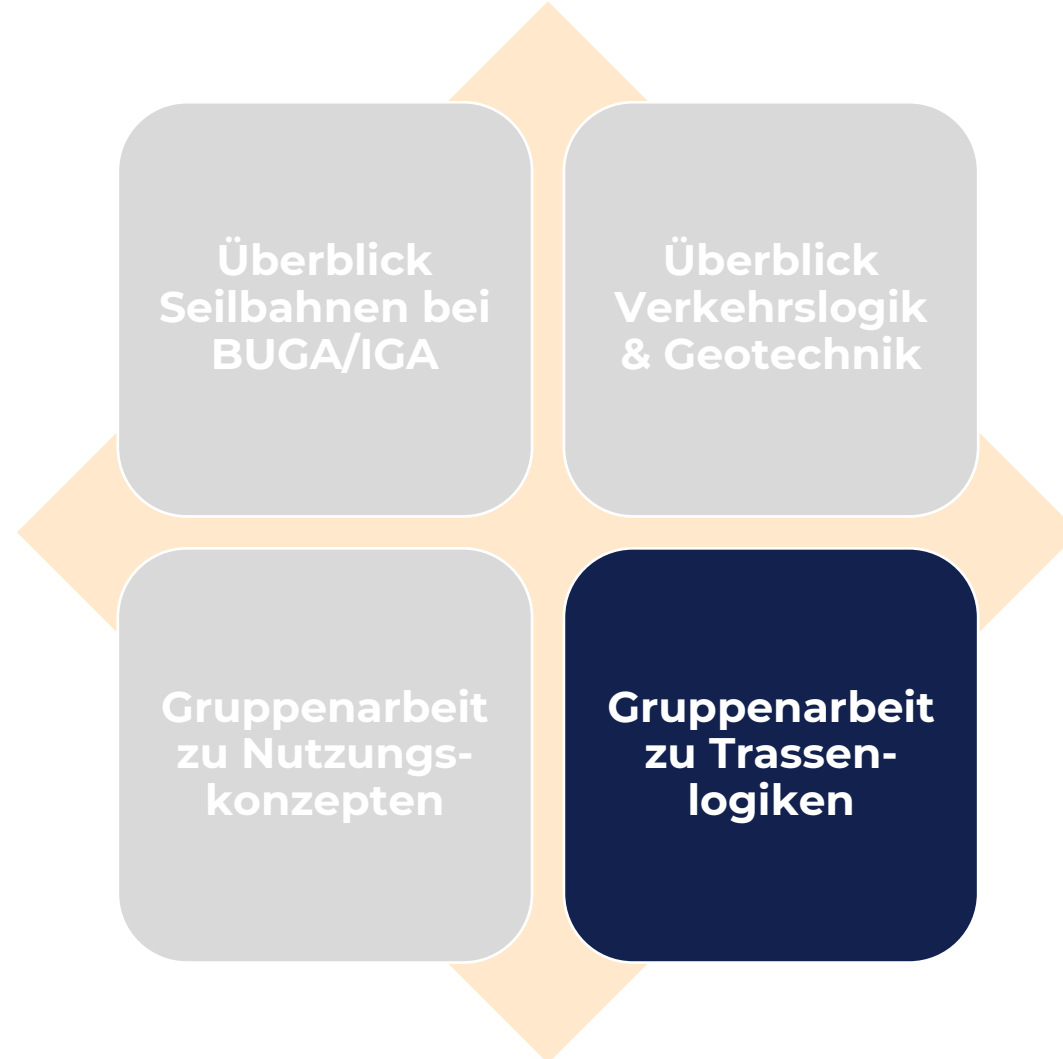 Überblick
Seilbahnen bei
BUGA/IGA
Überblick
Verkehrslogik
& Geotechnik
Gruppenarbeit
zu Nutzungs-
konzepten
Gruppenarbeit
zu Trassen-
logiken